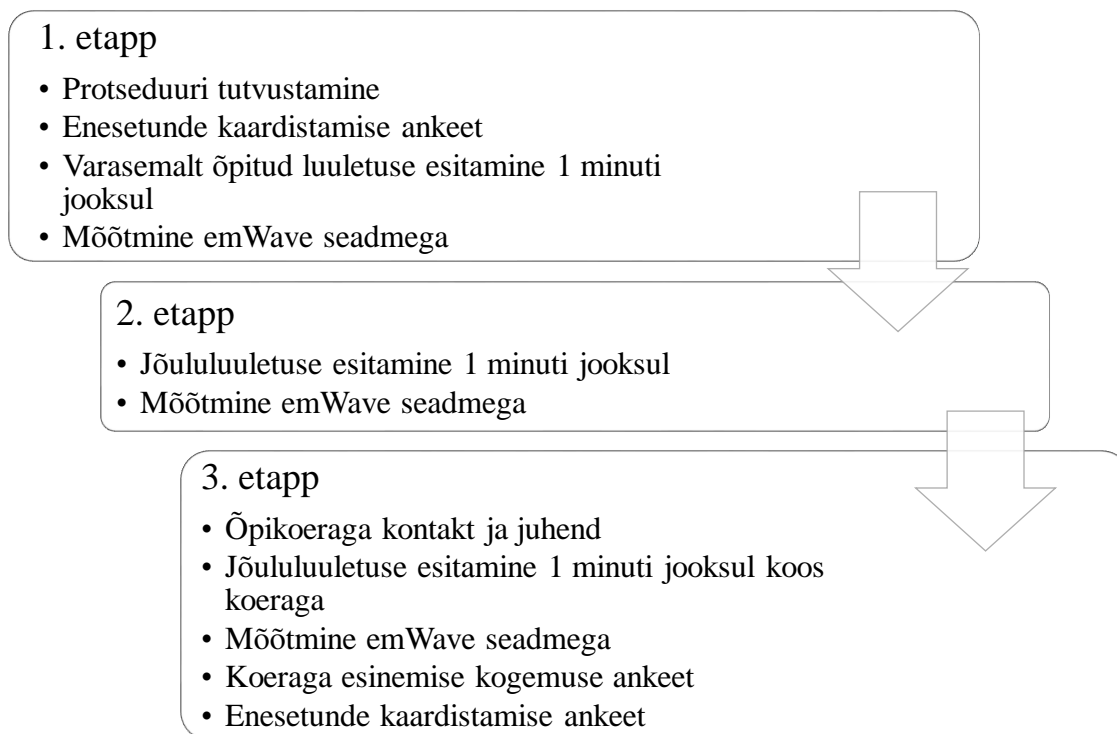 1. etapp
• Protseduuri tutvustamine
• Enesetunde kaardistamise ankeet
• Varasemalt õpitud luuletuse esitamine 1 minuti
jooksul
• Mõõtmine emWave seadmega
2. etapp
• Jõululuuletuse esitamine 1 minuti jooksul
• Mõõtmine emWave seadmega
3. etapp
• Õpikoeraga kontakt ja juhend
• Jõululuuletuse esitamine 1 minuti jooksul koos
koeraga
• Mõõtmine emWave seadmega
• Koeraga esinemise kogemuse ankeet
• Enesetunde kaardistamise ankeet